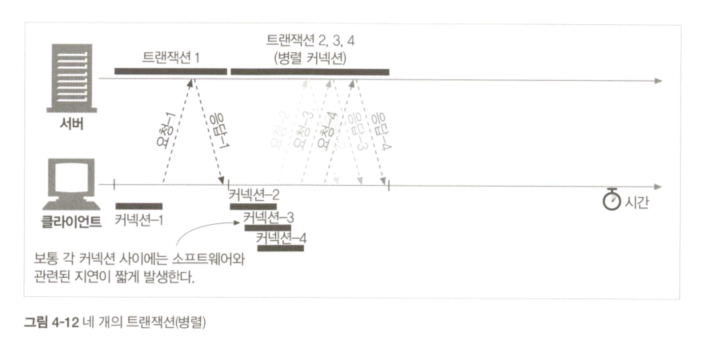 트랜잭션 1
트랜잭션 2, 3, 4
(병렬 커넥션)
서버
요청-1
응답-1
요청-2
요청-3
요청-4
응답-3
응답-4
클라이언트
커넥션-1
커넥션-2
커넥션-3
커넥션-4
시간
보통 각 커넥션 사이에는 소프트웨어와
관련된 지연이 짧게 발생한다.
그림 4-12 네 개의 트랜잭션(병렬)